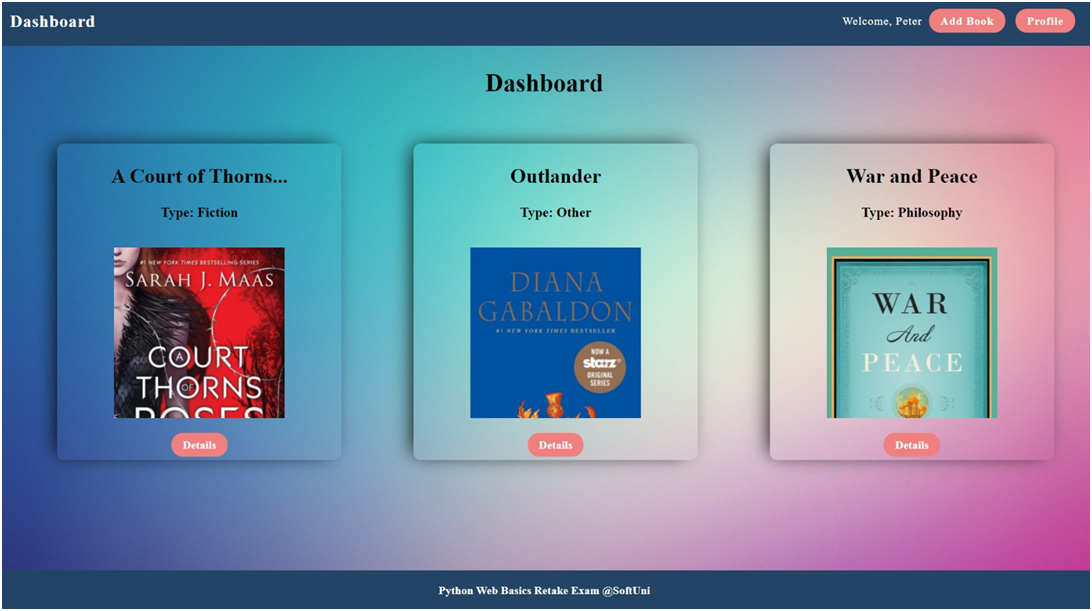 Dashboard
Welcome, Peter
Add Book
Profile
Dashboard
A Court of Thorns...
Type: Fiction
#1 NEW YORK TIMES BESTSELLING SERIES
SARAH J. MAAS
A
COURT
OF
THORNS
ROSES
Details
Outlander
Type: Other
DIANA
GABALDON
#1 NEW YORK TIMES BESTSELLER
NOW A
starz
ORIGINAL
SERIES
Details
War and Peace
Type: Philosophy
WAR
And
PEACE
Details
Python Web Basics Retake Exam @SoftUni